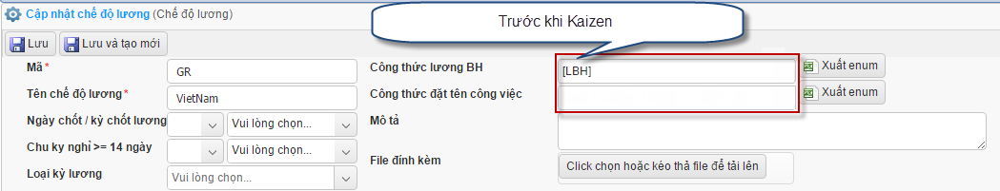 Cập nhật chế độ lương (Chế độ lương)
Trước khi Kaizen
Lưu Lưu và tạo mới
Mã * GR Công thức lương BH [LBH] Xuất enum
Tên chế độ lương * VietNam Công thức đặt tên công việc Xuất enum
Ngày chốt / kỳ chốt lương Vui lòng chọn... Mô tả
Chu ky nghỉ >= 14 ngày Vui lòng chọn...
Loại kỳ lương Vui lòng chọn... File đính kèm Click chọn hoặc kéo thả file để tải lên